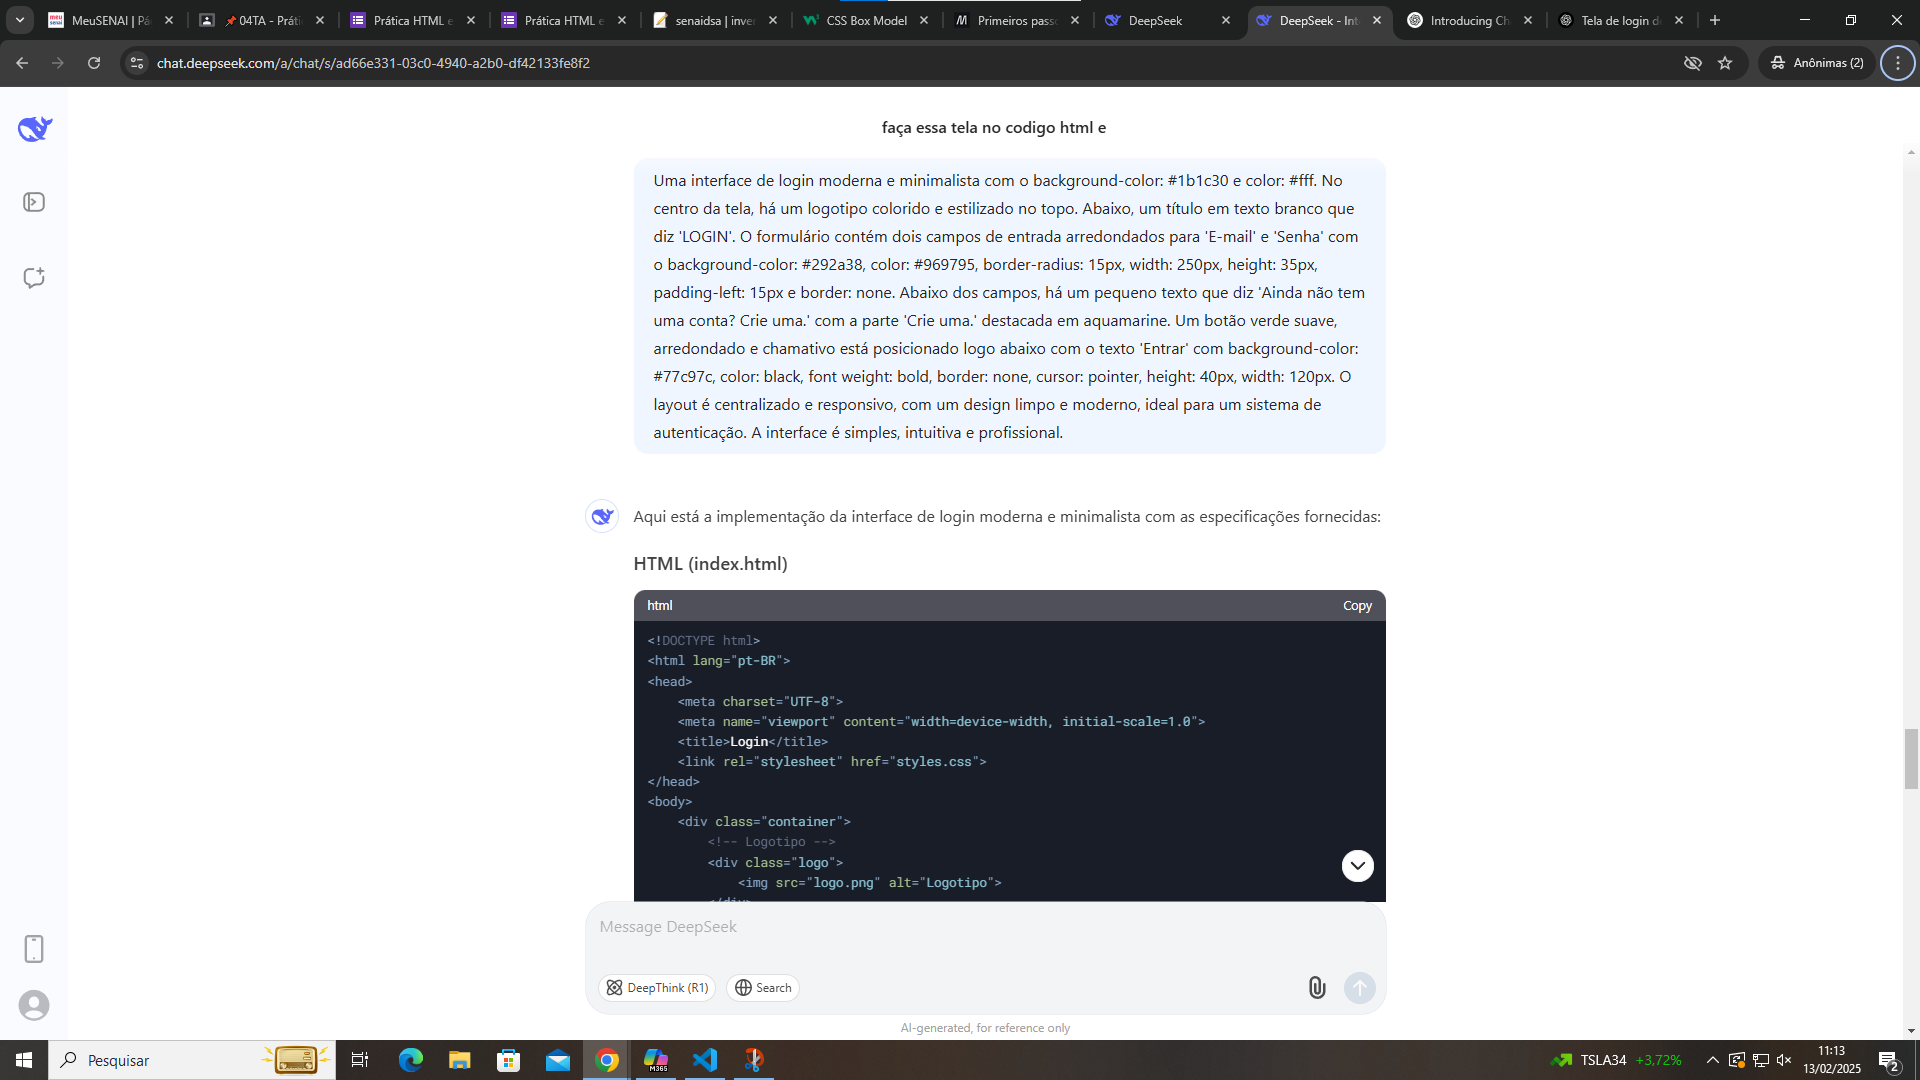 MeuSENAI | Pá
📌 04TA - Práti
Prática HTML e
Prática HTML e
senaidsa | inver
CSS Box Model
Primeiros passo
DeepSeek
DeepSeek - Int
Introducing Ch
Tela de login de
chat.deepseek.com/a/chat/s/ad66e331-03c0-4940-a2b0-df42133fe8f2
Anônimas (2)
faça essa tela no codigo html e
Uma interface de login moderna e minimalista com o background-color: #1b1c30 e color: #fff. No
centro da tela, há um logotipo colorido e estilizado no topo. Abaixo, um título em texto branco que
diz 'LOGIN'. O formulário contém dois campos de entrada arredondados para 'E-mail' e 'Senha' com
o background-color: #292a38, color: #969795, border-radius: 15px, width: 250px, height: 35px,
padding-left: 15px e border: none. Abaixo dos campos, há um pequeno texto que diz 'Ainda não tem
uma conta? Crie uma.' com a parte 'Crie uma.' destacada em aquamarine. Um botão verde suave,
arredondado e chamativo está posicionado logo abaixo com o texto 'Entrar' com background-color:
#77c97c, color: black, font weight: bold, border: none, cursor: pointer, height: 40px, width: 120px. O
layout é centralizado e responsivo, com um design limpo e moderno, ideal para um sistema de
autenticação. A interface é simples, intuitiva e profissional.
Aqui está a implementação da interface de login moderna e minimalista com as especificações fornecidas:
HTML (index.html)
html
Copy
<!DOCTYPE html>
<html lang="pt-BR">
<head>
    <meta charset="UTF-8">
    <meta name="viewport" content="width=device-width, initial-scale=1.0">
    <title>Login</title>
    <link rel="stylesheet" href="styles.css">
</head>
<body>
    <div class="container">
        <!-- Logotipo -->
        <div class="logo">
            <img src="logo.png" alt="Logotipo">
        </div>
Message DeepSeek
DeepThink (R1)
Search
AI-generated, for reference only
Pesquisar
M365
TSLA34 +3,72%
11:13
13/02/2025
2